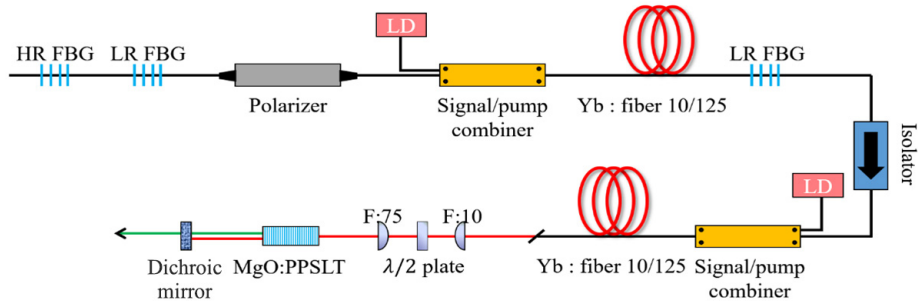 LD
HR FBG
LR FBG
LR FBG
Polarizer
Signal/pump
combiner
Yb : fiber 10/125
Isolator
LD
F:75
F:10
Dichroic
mirror
MgO:PPSLT
λ/2 plate
Yb : fiber 10/125
Signal/pump
combiner